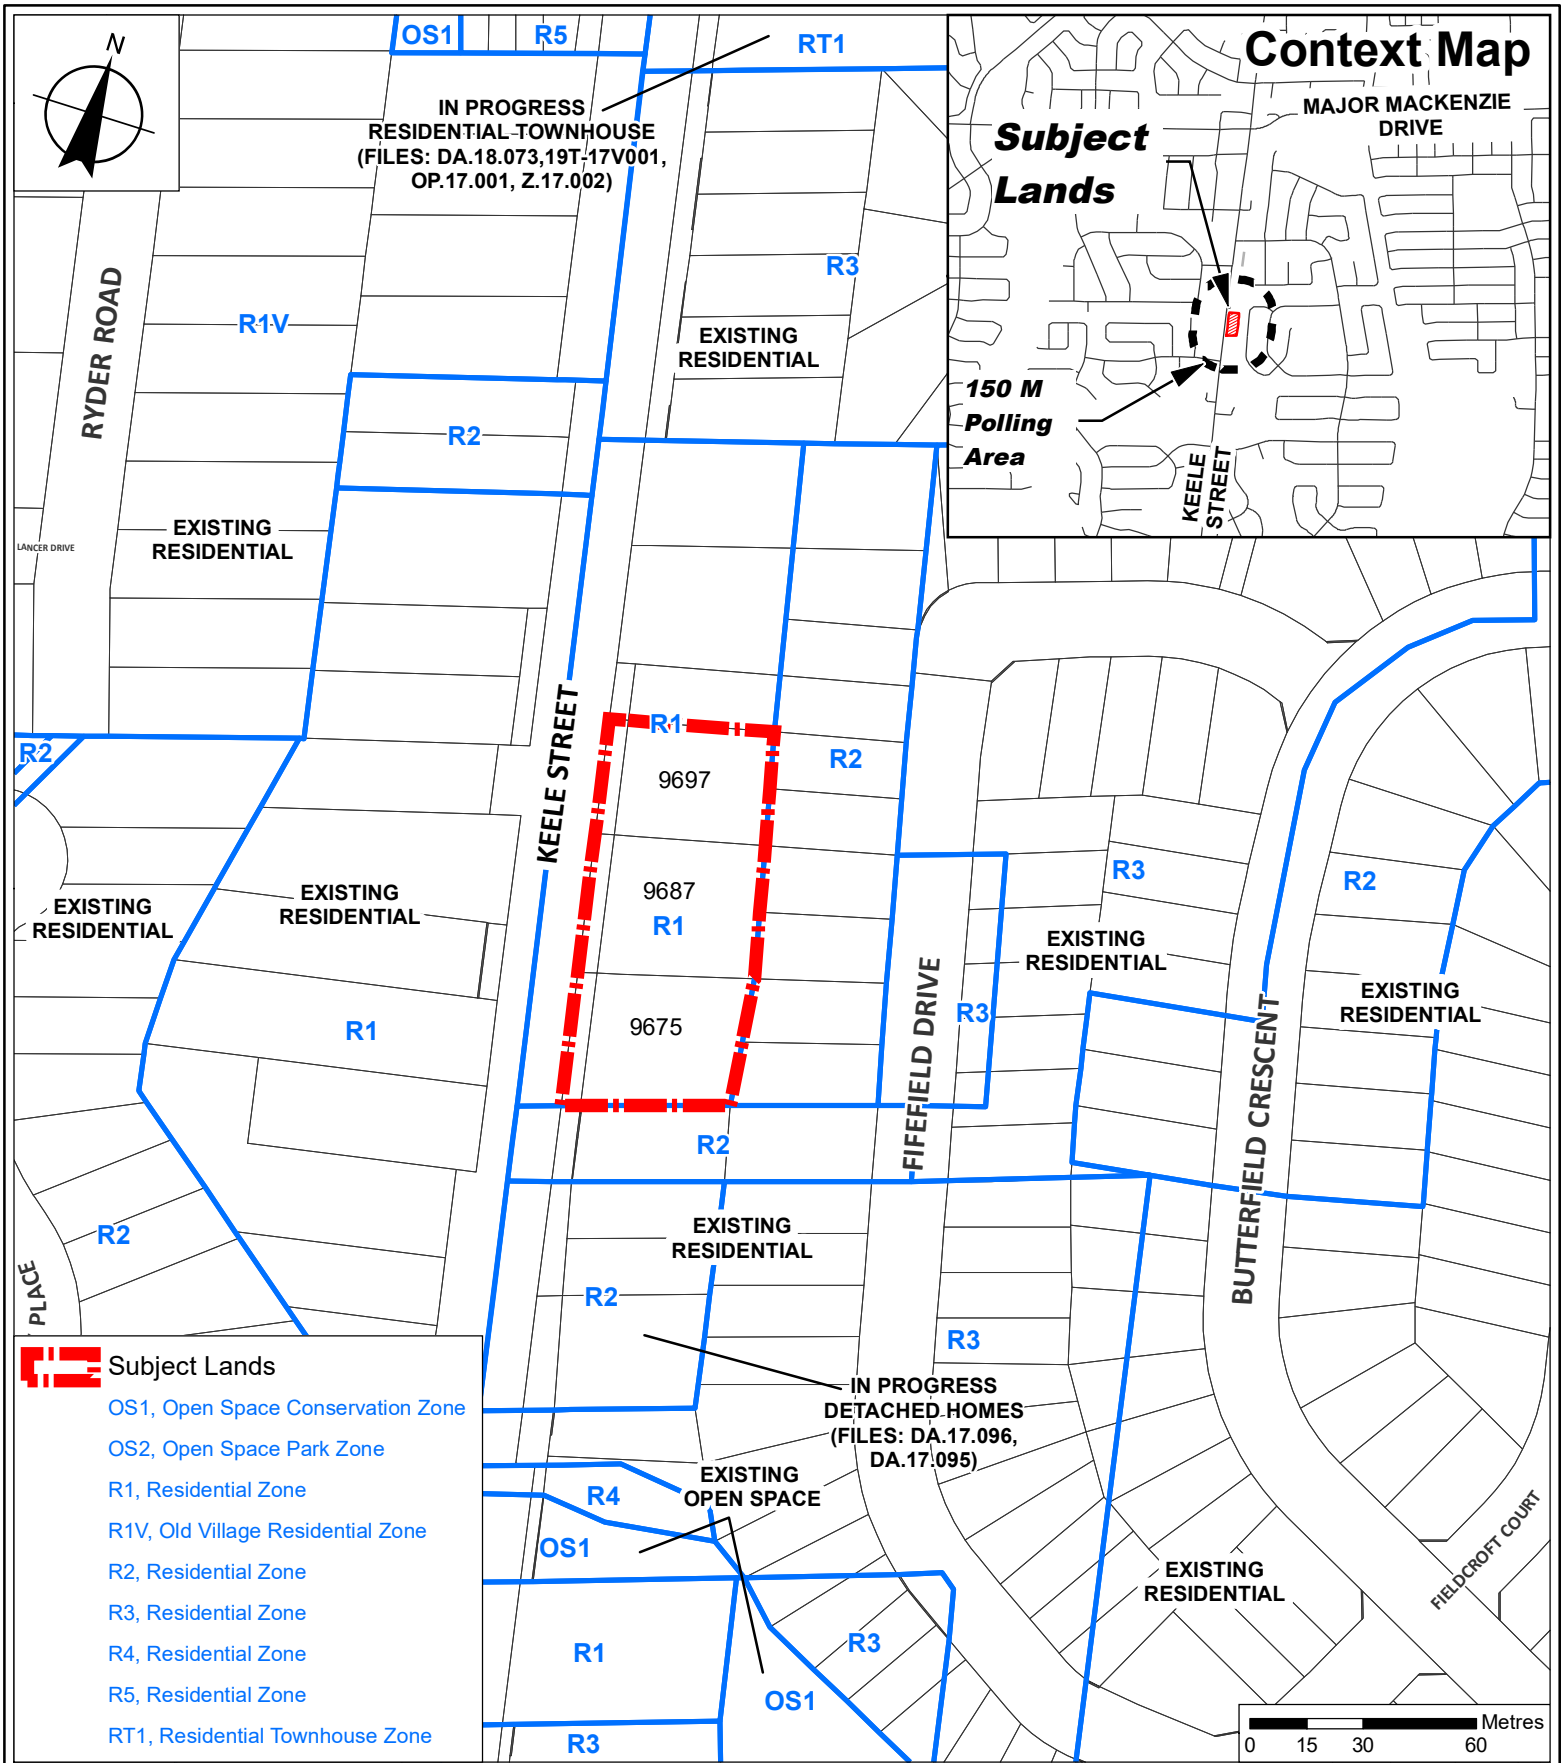 N
OS1
R5
RT1
IN PROGRESS
RESIDENTIAL TOWNHOUSE
(FILES: DA.18.073,19T-17V001,
OP.17.001, Z.17.002)
Context Map
MAJOR MACKENZIE
DRIVE
Subject
Lands
150 M
Polling
Area
KEELE
STREET
RYDER ROAD
R1V
R3
EXISTING
RESIDENTIAL
R2
EXISTING
RESIDENTIAL
LANCER DRIVE
KEELE STREET
R2
R1
9697
R2
9687
R1
9675
EXISTING
RESIDENTIAL
EXISTING
RESIDENTIAL
R1
R3
R2
EXISTING
RESIDENTIAL
R3
EXISTING
RESIDENTIAL
FIFEFIELD DRIVE
BUTTERFIELD CRESCENT
R2
R2
PLACE
EXISTING
RESIDENTIAL
R2
R3
IN PROGRESS
DETACHED HOMES
(FILES: DA.17.096,
DA.17.095)
EXISTING
OPEN SPACE
R4
OS1
R1
R3
OS1
R3
EXISTING
RESIDENTIAL
FIELDCROFT COURT
Subject Lands
OS1, Open Space Conservation Zone
OS2, Open Space Park Zone
R1, Residential Zone
R1V, Old Village Residential Zone
R2, Residential Zone
R3, Residential Zone
R4, Residential Zone
R5, Residential Zone
RT1, Residential Townhouse Zone
Metres
0 15 30 60